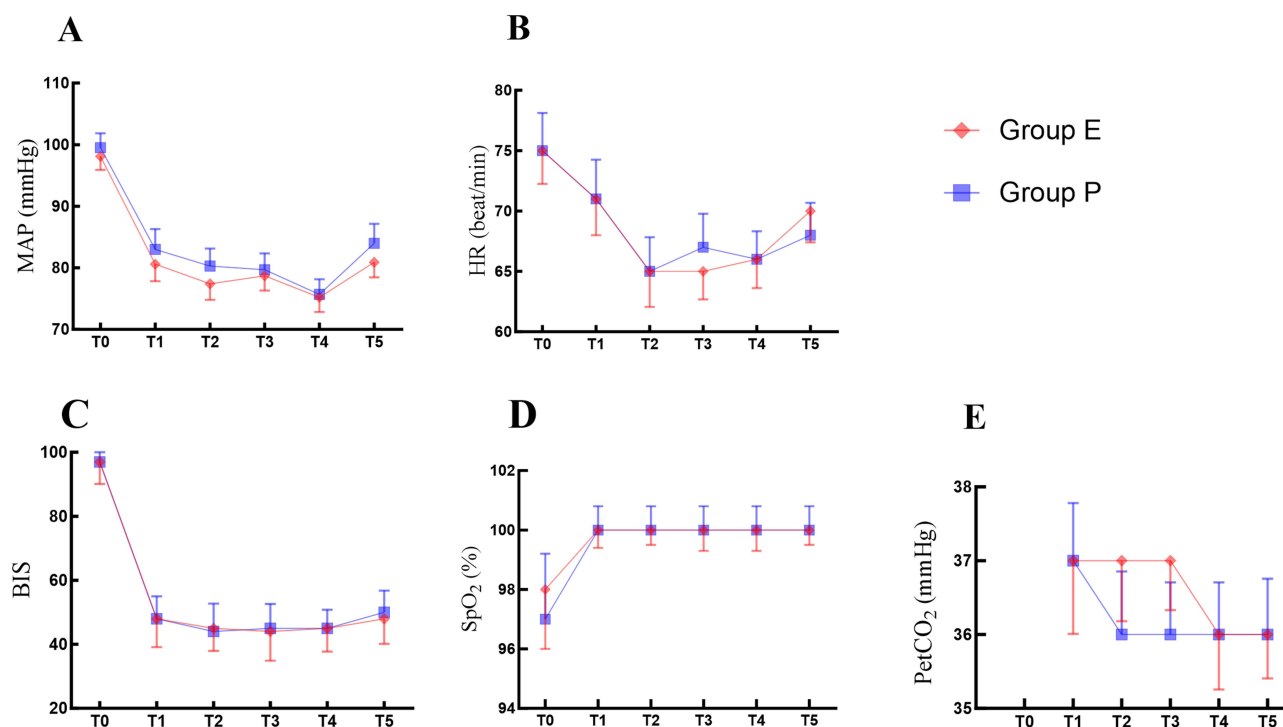 A
MAP (mmHg)
110
100
90
80
70
T0 T1 T2 T3 T4 T5
B
HR (beat/min)
80
75
70
65
60
T0 T1 T2 T3 T4 T5
Group E
Group P
C
BIS
100
80
60
40
20
T0 T1 T2 T3 T4 T5
D
SpO₂ (%)
102
100
98
96
94
T0 T1 T2 T3 T4 T5
E
PetCO₂ (mmHg)
38
37
36
35
T0 T1 T2 T3 T4 T5